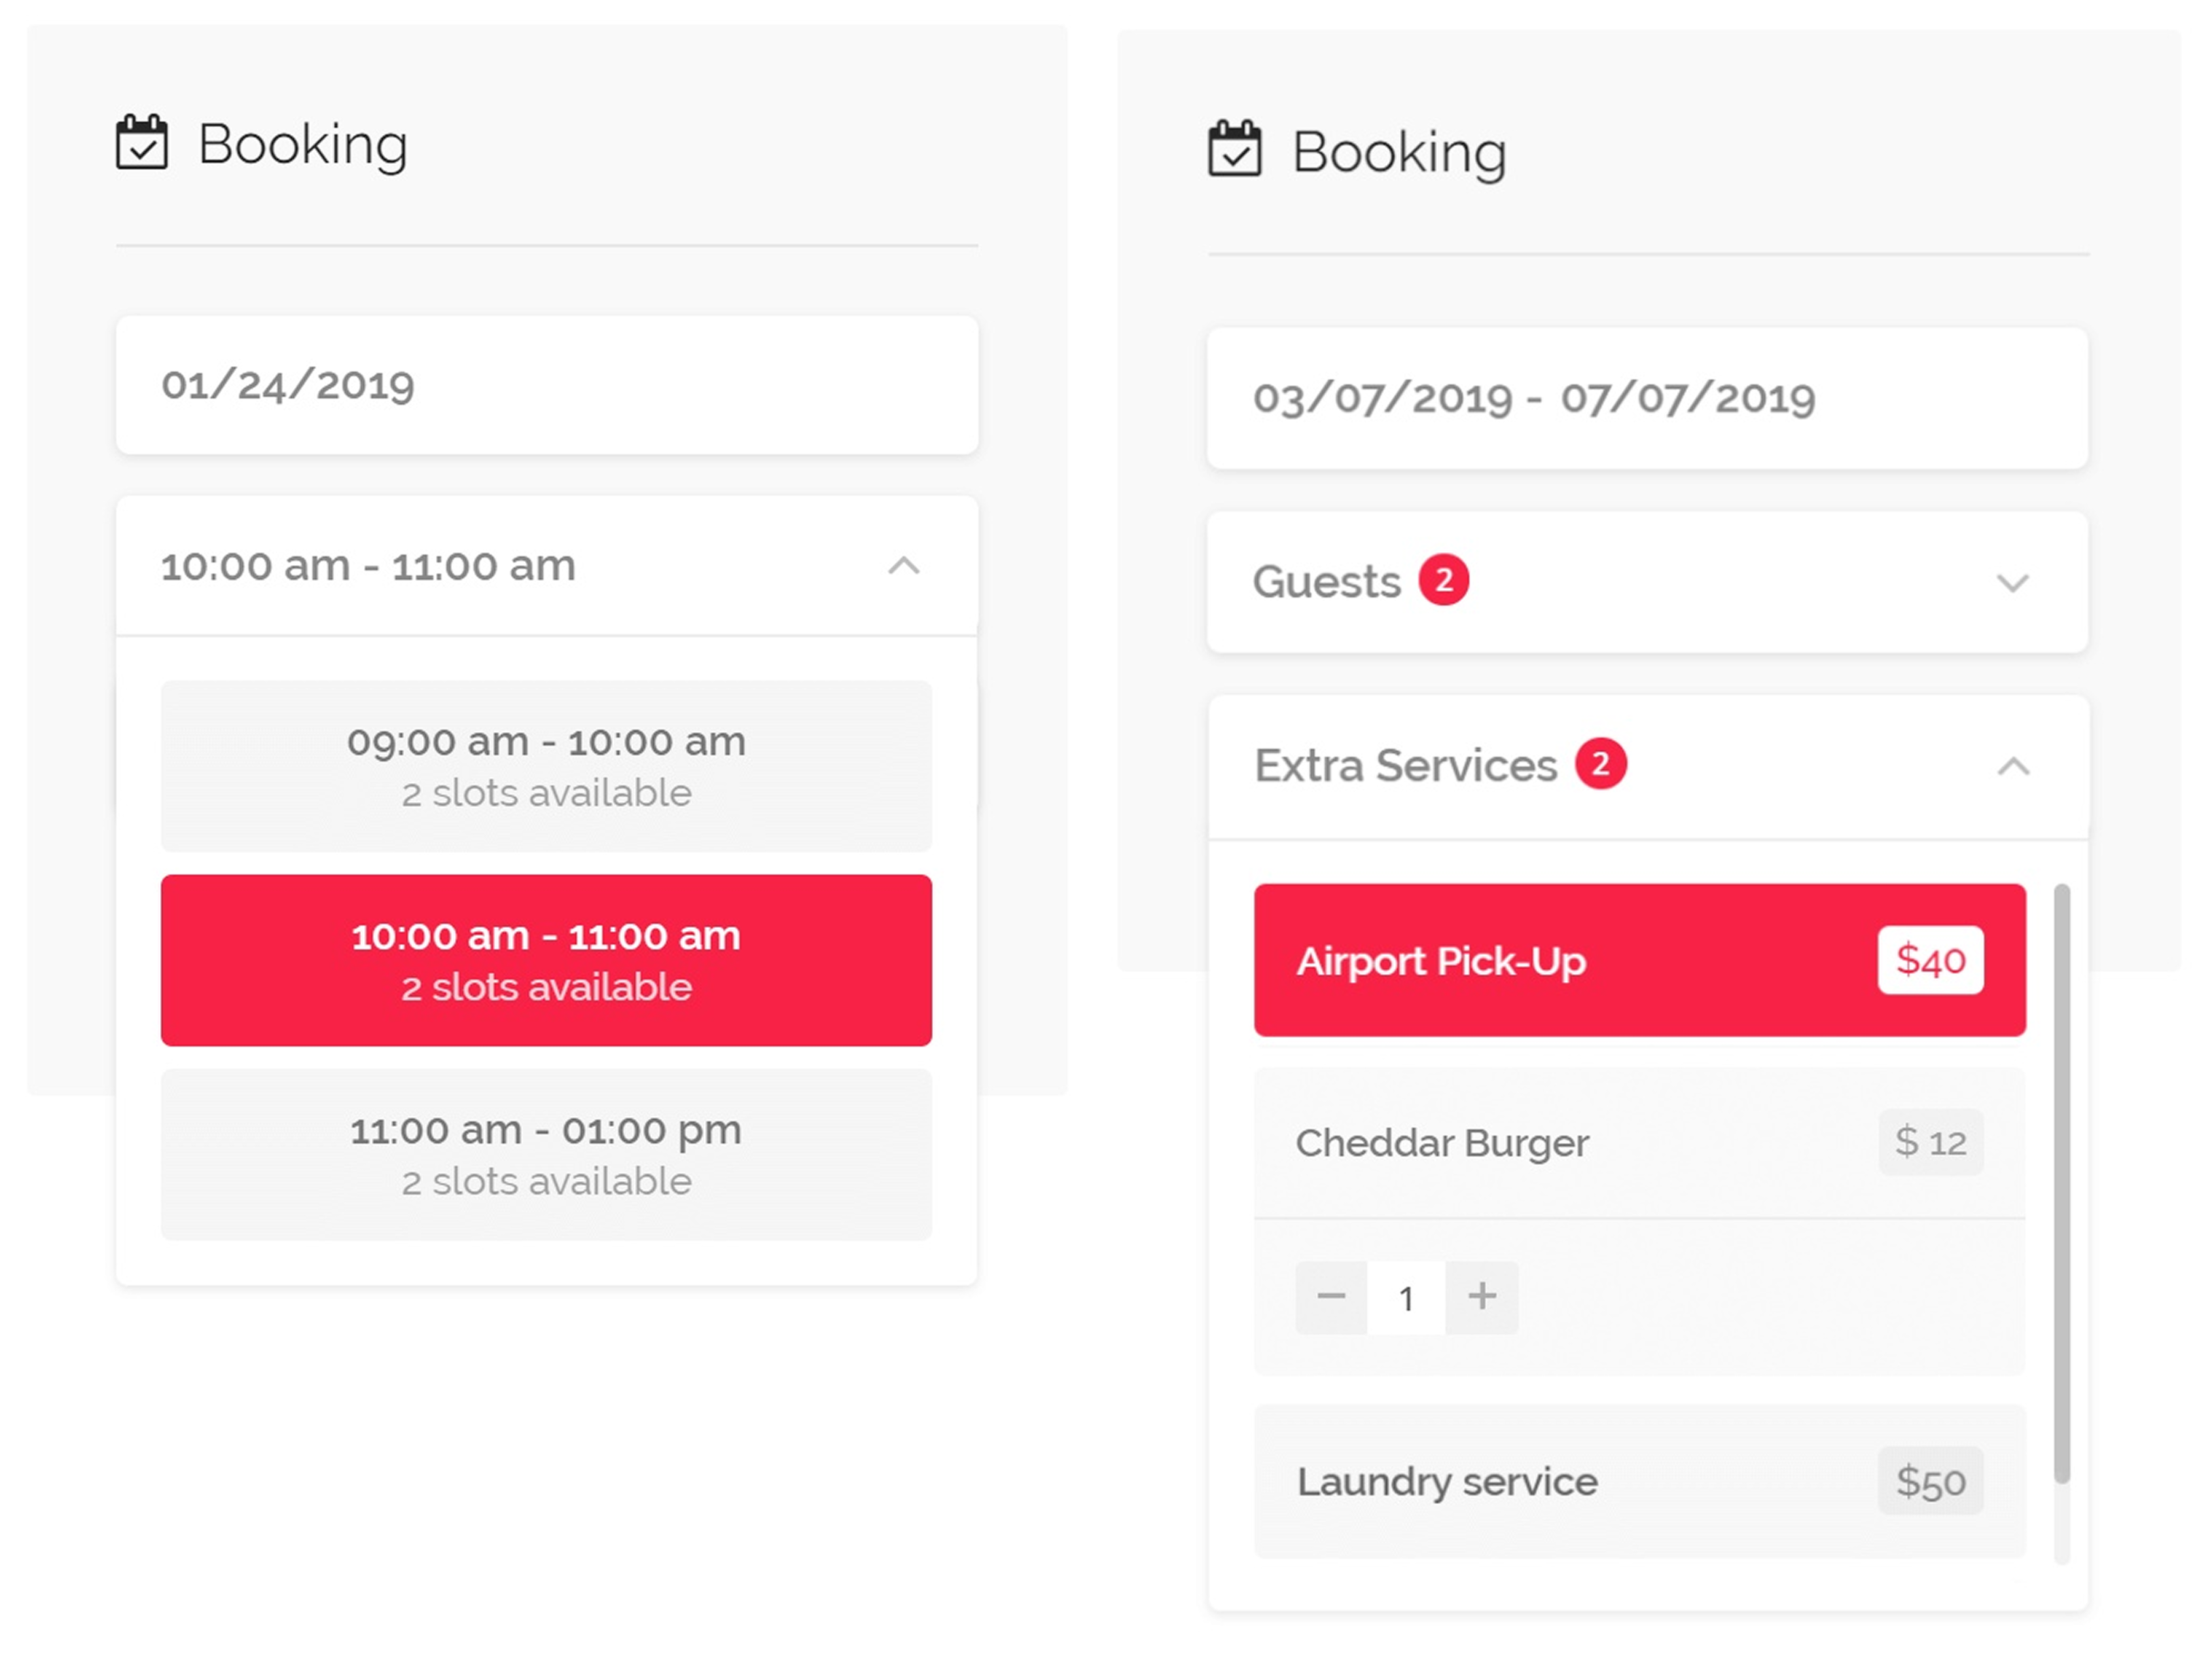 Booking
01/24/2019
10:00 am - 11:00 am
09:00 am - 10:00 am
2 slots available
10:00 am - 11:00 am
2 slots available
11:00 am - 01:00 pm
2 slots available
Booking
03/07/2019 - 07/07/2019
Guests 2
Extra Services 2
Airport Pick-Up $40
Cheddar Burger $ 12
− 1 +
Laundry service $50